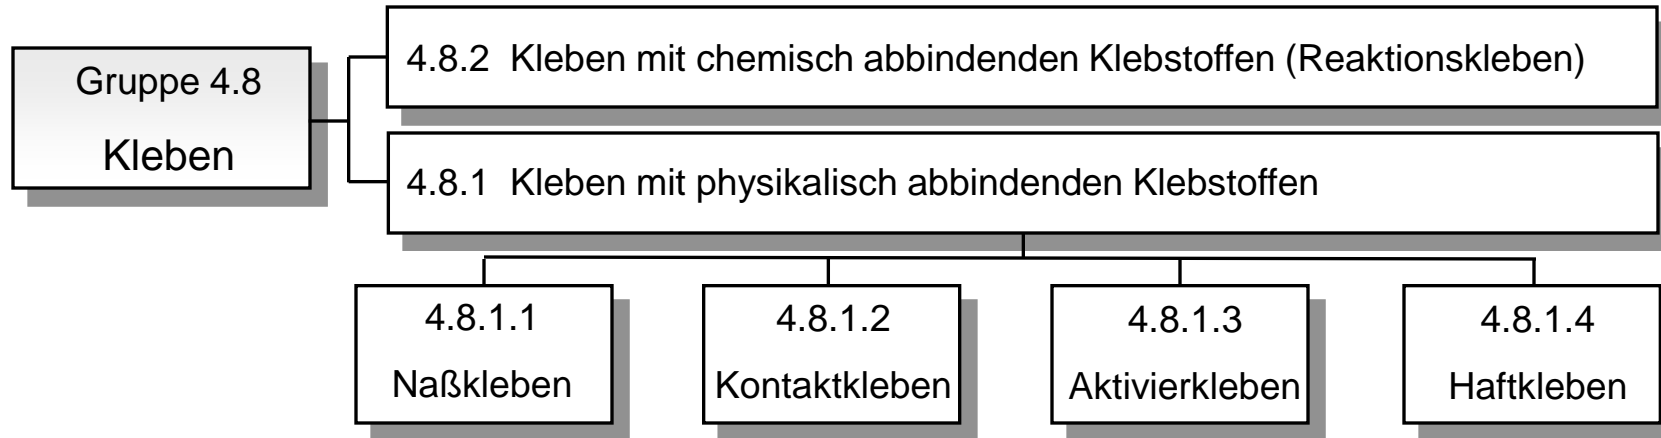 Gruppe 4.8
Kleben
4.8.2 Kleben mit chemisch abbindenden Klebstoffen (Reaktionskleben)
4.8.1 Kleben mit physikalisch abbindenden Klebstoffen
4.8.1.1
Naßkleben
4.8.1.2
Kontaktkleben
4.8.1.3
Aktivierkleben
4.8.1.4
Haftkleben